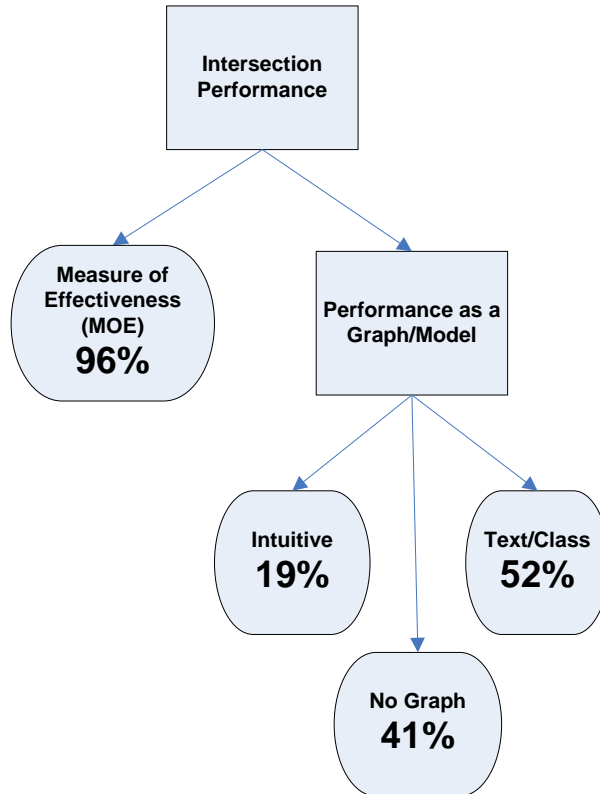 Intersection
Performance
Measure of
Effectiveness
(MOE)
96%
Performance as a
Graph/Model
Intuitive
19%
Text/Class
52%
No Graph
41%